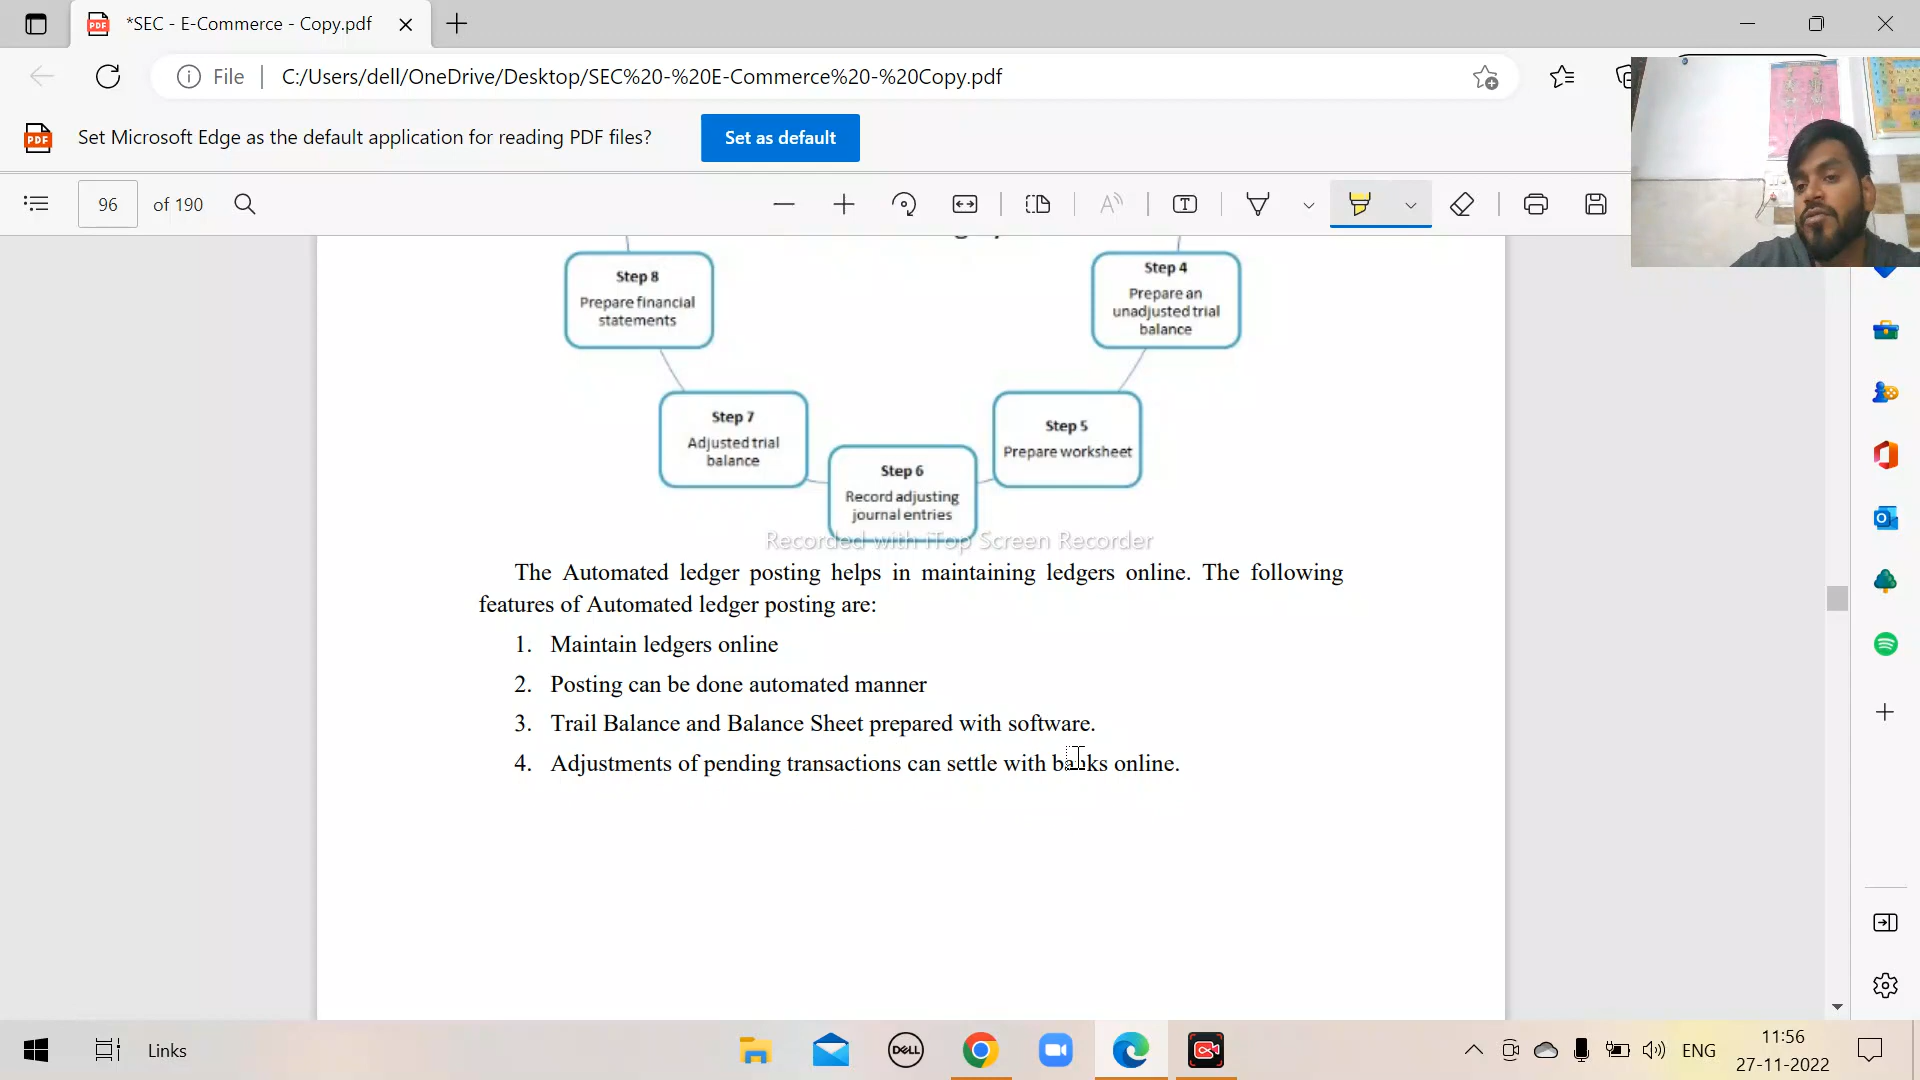 *SEC - E-Commerce - Copy.pdf
File
C:/Users/dell/OneDrive/Desktop/SEC%20-%20E-Commerce%20-%20Copy.pdf
PDF
Set Microsoft Edge as the default application for reading PDF files?
Set as default
96 of 190
Step 8
Prepare financial
statements
Step 4
Prepare an
unadjusted trial
balance
Step 7
Adjusted trial
balance
Step 5
Prepare worksheet
Step 6
Record adjusting
journal entries
Recorded with iTop Screen Recorder
The Automated ledger posting helps in maintaining ledgers online. The following
features of Automated ledger posting are:
1. Maintain ledgers online
2. Posting can be done automated manner
3. Trail Balance and Balance Sheet prepared with software.
4. Adjustments of pending transactions can settle with banks online.
Links
DELL
ENG
11:56
27-11-2022